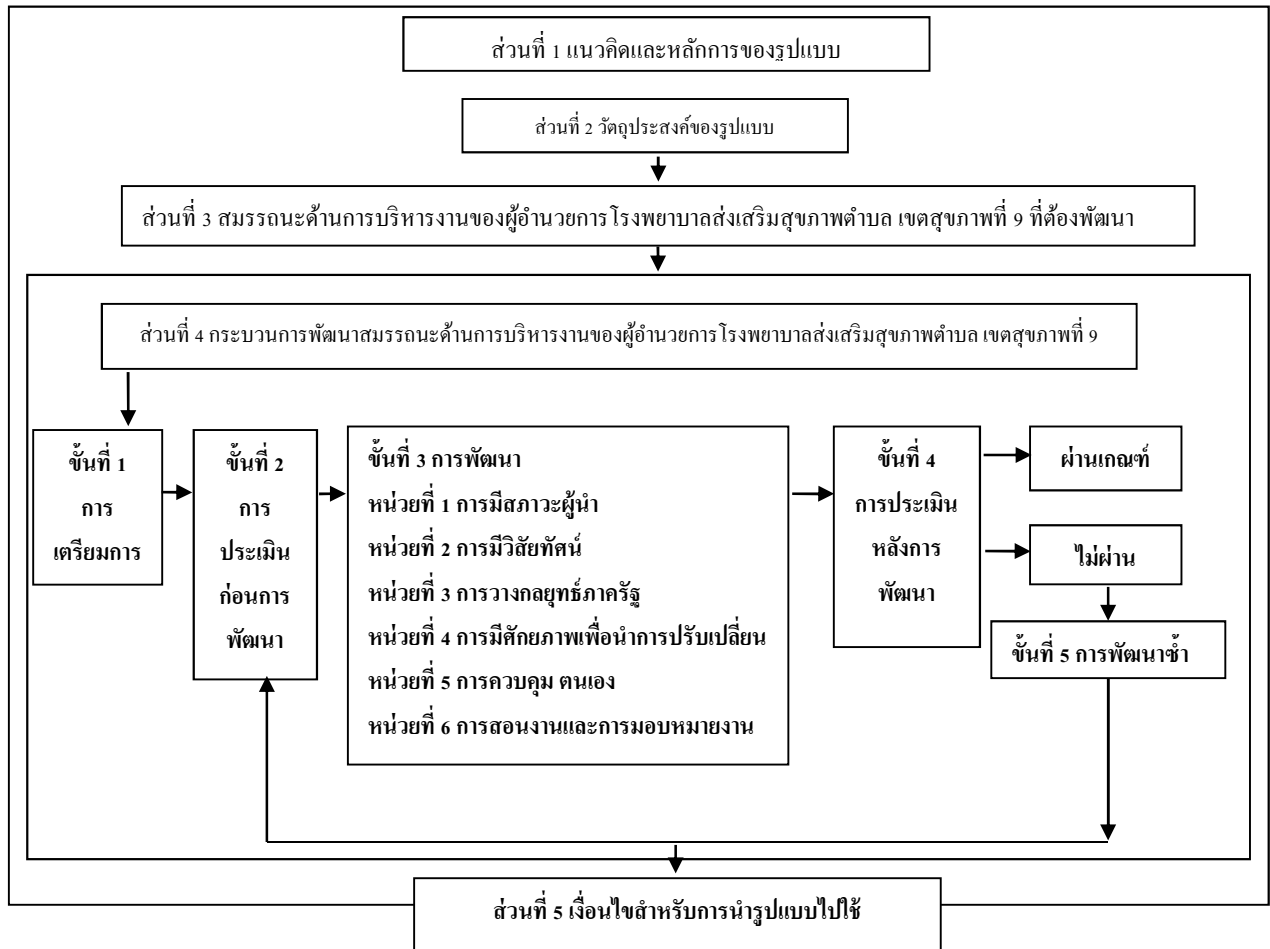 ส่วนที่ 1 แนวคิดและหลักการของรูปแบบ
ส่วนที่ 2 วัตถุประสงค์ของรูปแบบ
ส่วนที่ 3 สมรรถนะด้านการบริหารงานของผู้อำนวยการโรงพยาบาลส่งเสริมสุขภาพตำบล เขตสุขภาพที่ 9 ที่ต้องพัฒนา
ส่วนที่ 4 กระบวนการพัฒนาสมรรถนะด้านการบริหารงานของผู้อำนวยการโรงพยาบาลส่งเสริมสุขภาพตำบล เขตสุขภาพที่ 9
ขั้นที่ 1
การ
เตรียมการ
ขั้นที่ 2
การ
ประเมิน
ก่อนการ
พัฒนา
ขั้นที่ 3 การพัฒนา
หน่วยที่ 1 การมีสภาวะผู้นำ
หน่วยที่ 2 การมีวิสัยทัศน์
หน่วยที่ 3 การวางกลยุทธ์ภาครัฐ
หน่วยที่ 4 การมีศักยภาพเพื่อนำการปรับเปลี่ยน
หน่วยที่ 5 การควบคุม ตนเอง
หน่วยที่ 6 การสอนงานและการมอบหมายงาน
ขั้นที่ 4
การประเมิน
หลังการ
พัฒนา
ผ่านเกณฑ์
ไม่ผ่าน
ขั้นที่ 5 การพัฒนาซ้ำ
ส่วนที่ 5 เงื่อนไขสำหรับการนำรูปแบบไปใช้